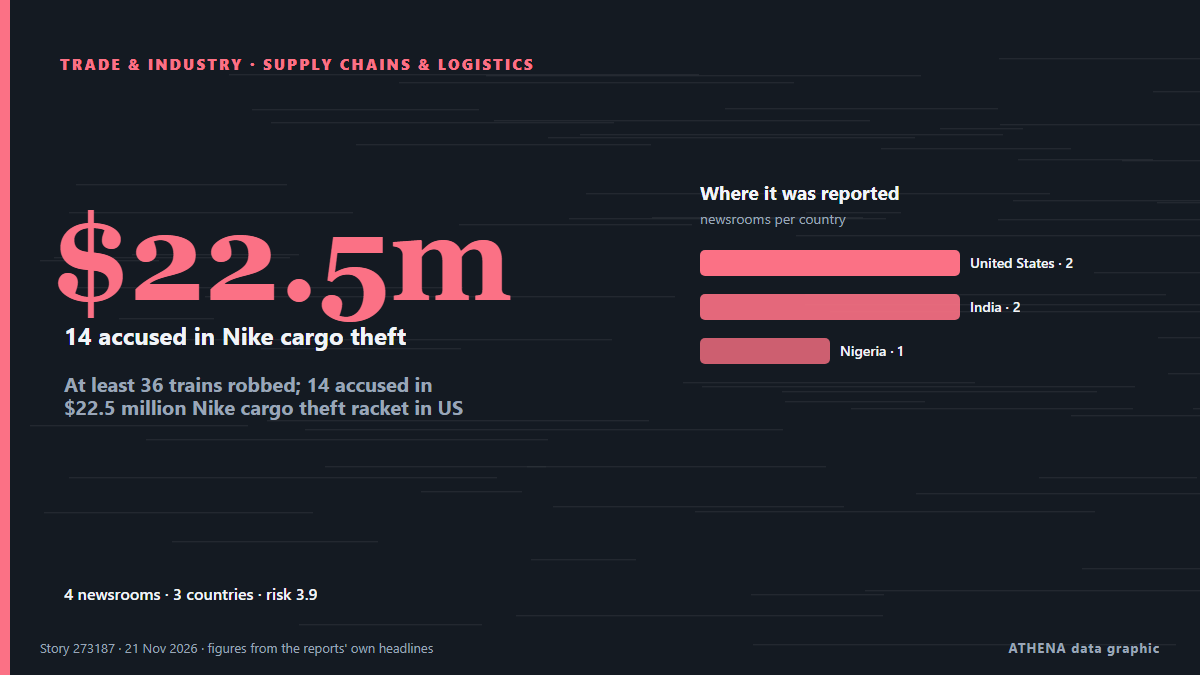 TRADE & INDUSTRY · SUPPLY CHAINS & LOGISTICS
$22.5m
14 accused in Nike cargo theft
At least 36 trains robbed; 14 accused in
$22.5 million Nike cargo theft racket in US
Where it was reported
newsrooms per country
United States · 2
India · 2
Nigeria · 1
4 newsrooms · 3 countries · risk 3.9
Story 273187 · 21 Nov 2026 · figures from the reports' own headlines
ATHENA data graphic